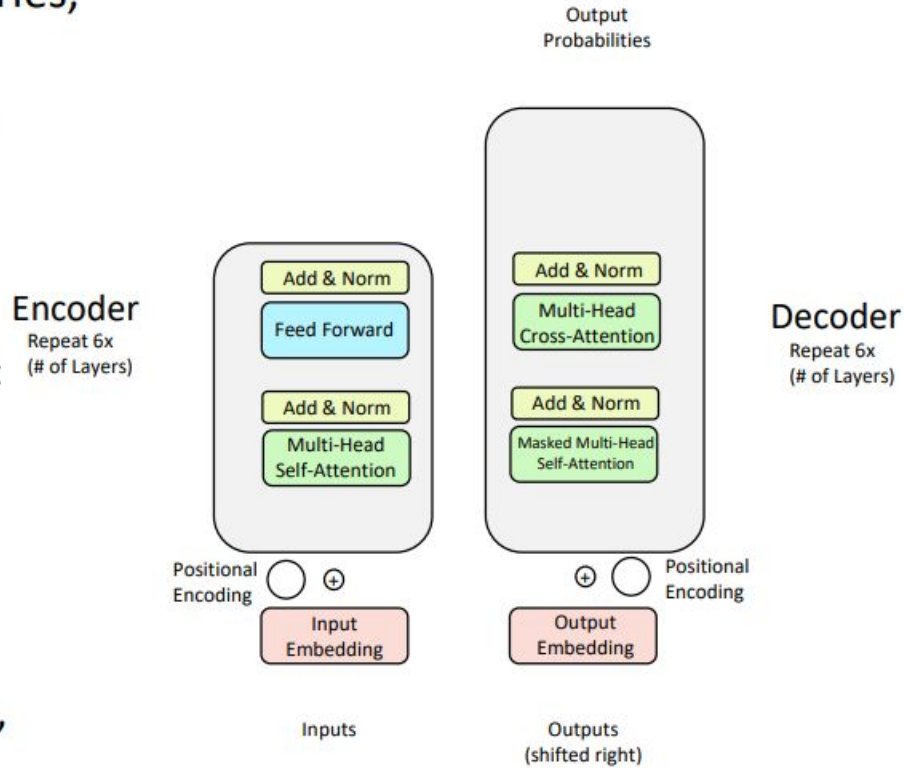 Output
Probabilities
Encoder
Repeat 6x
(# of Layers)
Add & Norm
Feed Forward
Add & Norm
Multi-Head
Self-Attention
Positional
Encoding
+
Input
Embedding
Inputs
Add & Norm
Multi-Head
Cross-Attention
Add & Norm
Masked Multi-Head
Self-Attention
+
Positional
Encoding
Output
Embedding
Outputs
(shifted right)
Decoder
Repeat 6x
(# of Layers)